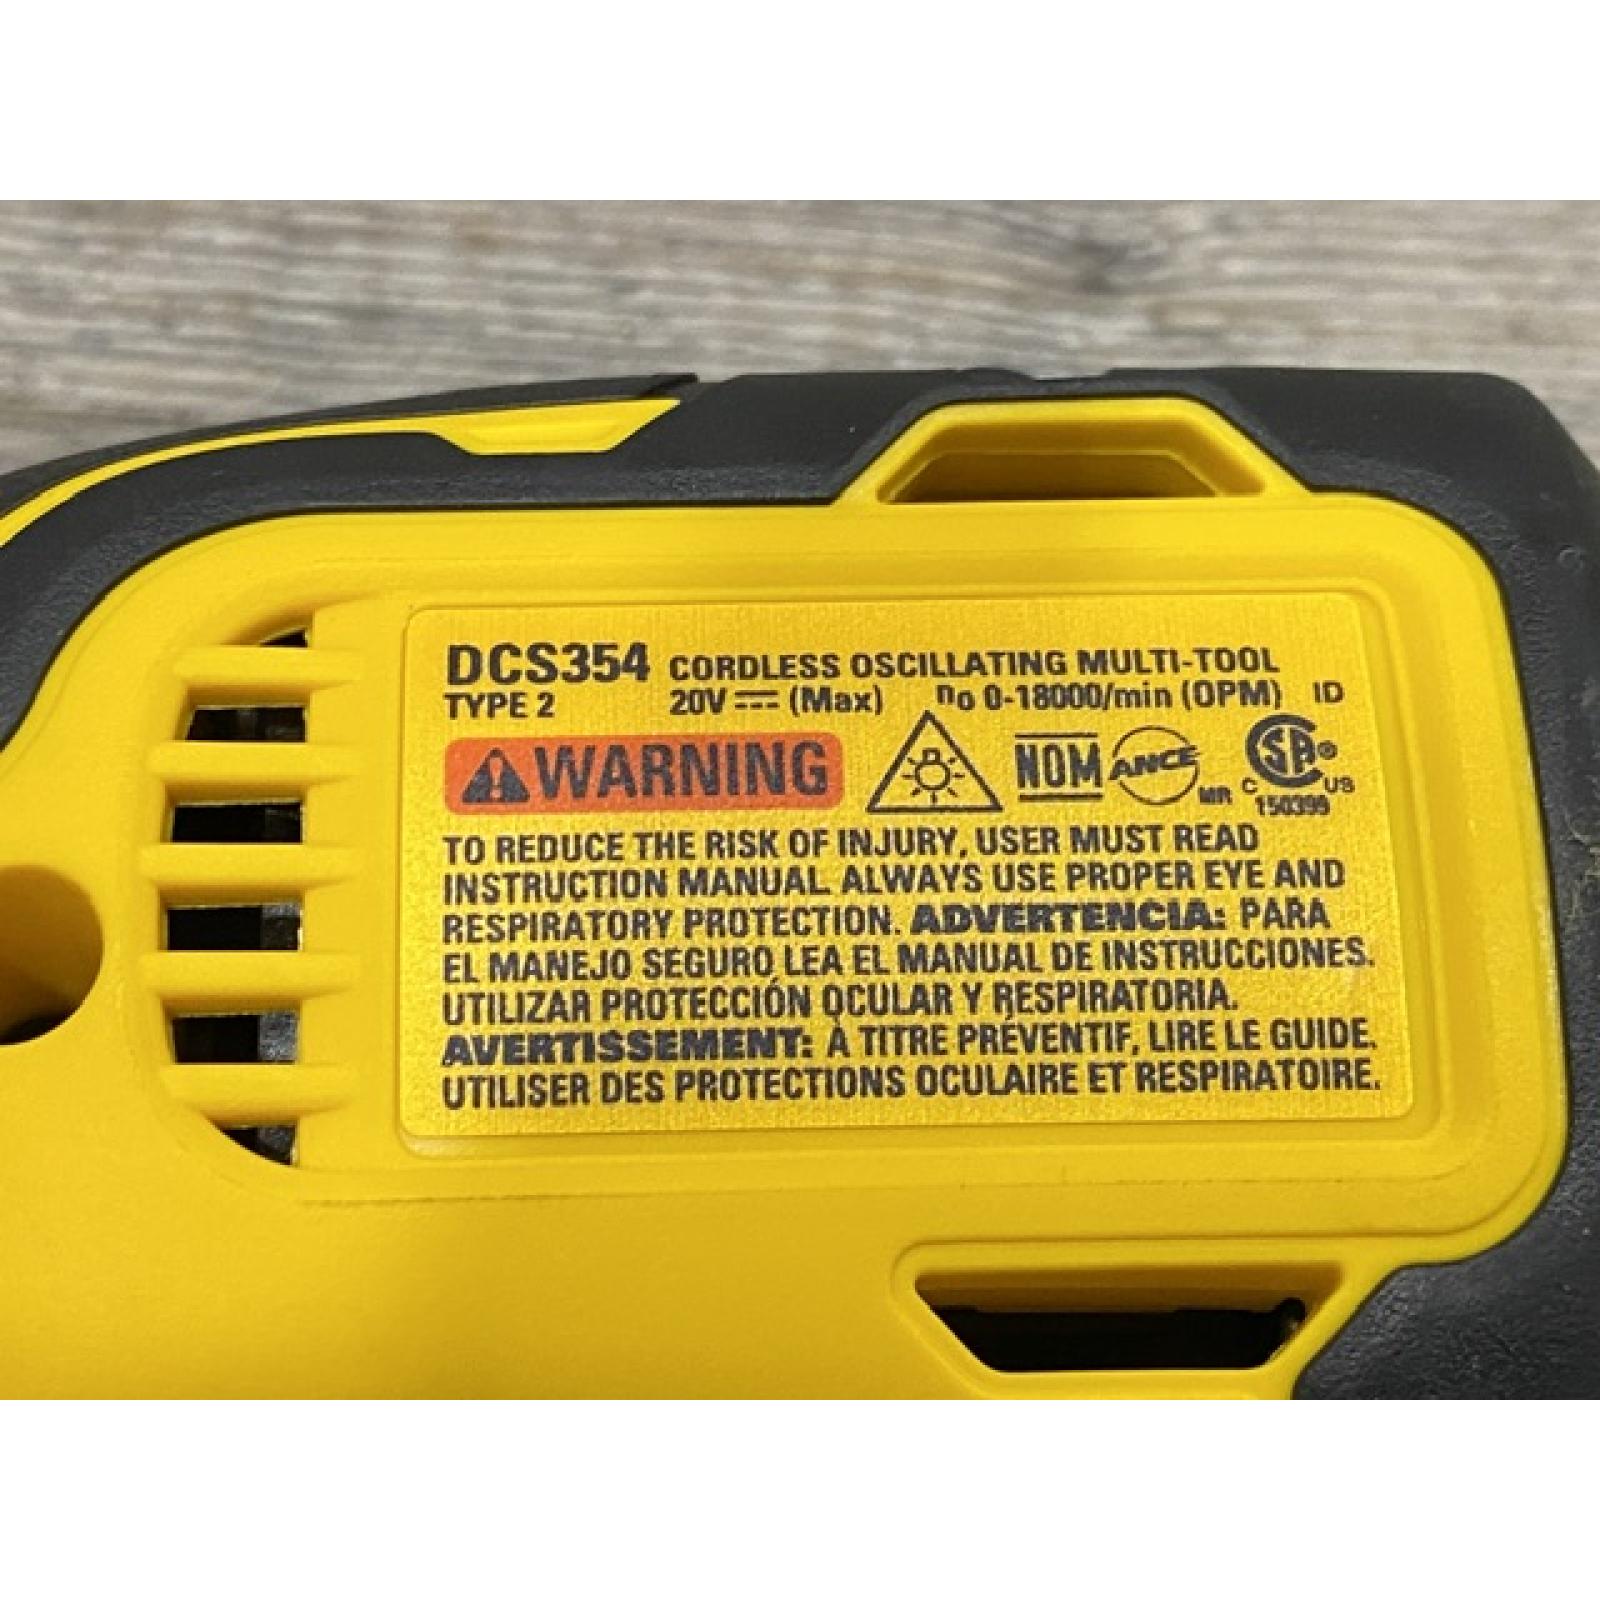 DCS354 CORDLESS OSCILLATING MULTI-TOOL
TYPE 2 20V ⎓ (Max) n0 0-18000/min (OPM) ID
WARNING NOM ANCE MR CSA® C US
150399
TO REDUCE THE RISK OF INJURY, USER MUST READ
INSTRUCTION MANUAL. ALWAYS USE PROPER EYE AND
RESPIRATORY PROTECTION. ADVERTENCIA: PARA
EL MANEJO SEGURO LEA EL MANUAL DE INSTRUCCIONES.
UTILIZAR PROTECCIÓN OCULAR Y RESPIRATORIA.
AVERTISSEMENT: À TITRE PRÉVENTIF, LIRE LE GUIDE.
UTILISER DES PROTECTIONS OCULAIRE ET RESPIRATOIRE.